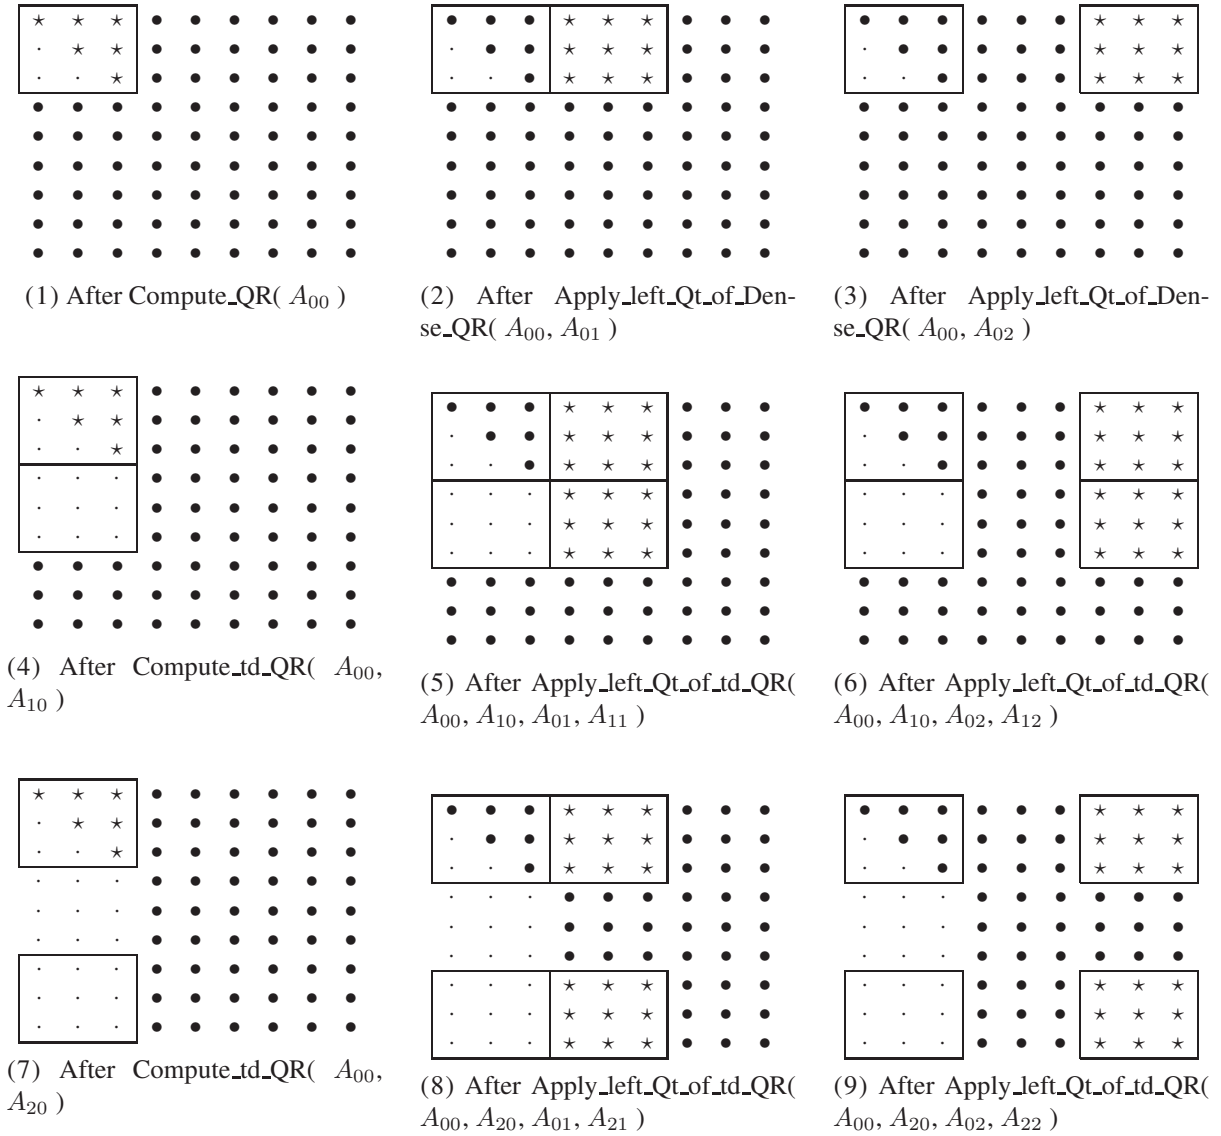 (1) After Compute_QR( A00 )
(2) After Apply_left_Qt_of_Den-
se_QR( A00, A01 )
(3) After Apply_left_Qt_of_Den-
se_QR( A00, A02 )
(4) After Compute_td_QR( A00,
A10 )
(5) After Apply_left_Qt_of_td_QR(
A00, A10, A01, A11 )
(6) After Apply_left_Qt_of_td_QR(
A00, A10, A02, A12 )
(7) After Compute_td_QR( A00,
A20 )
(8) After Apply_left_Qt_of_td_QR(
A00, A20, A01, A21 )
(9) After Apply_left_Qt_of_td_QR(
A00, A20, A02, A22 )